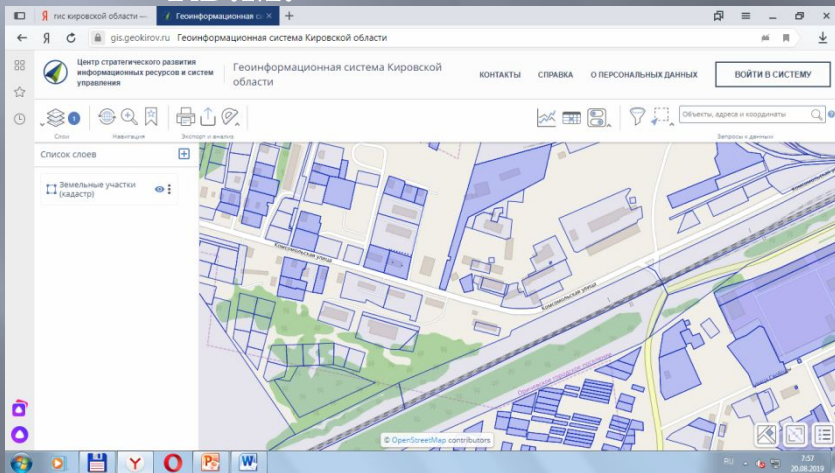 гис кировской области —
Геоинформационная си
gis.geokirov.ru Геоинформационная система Кировской области
Центр стратегического развития
информационных ресурсов и систем
управления
Геоинформационная система Кировской
области
КОНТАКТЫ
СПРАВКА
О ПЕРСОНАЛЬНЫХ ДАННЫХ
ВОЙТИ В СИСТЕМУ
1
Слои
Навигация
Экспорт и анализ
Объекты, адреса и координаты
Запросы к данным
Список слоев
Земельные участки
(кадастр)
Комсомольская улица
Комсомольская улица
© OpenStreetMap contributors
RU
7:57
20.08.2019